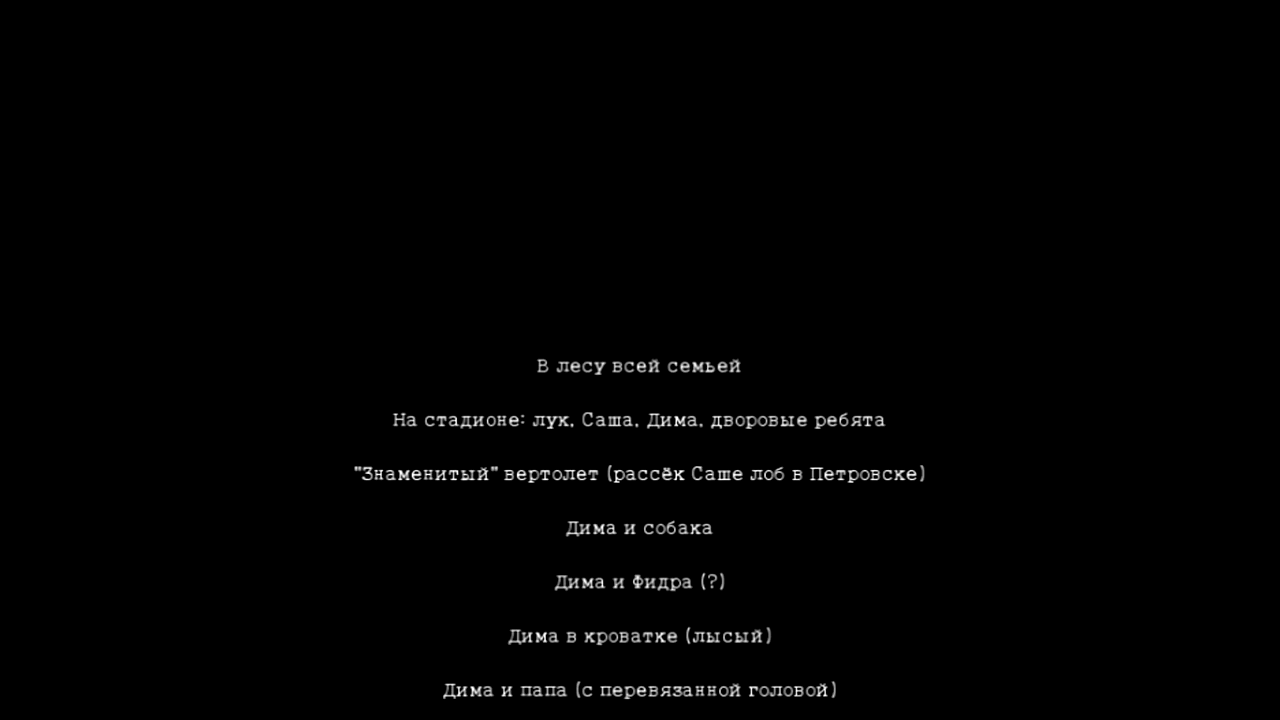 В лесу всей семьей
На стадионе: лук, Саша, Дима, дворовые ребята
"Знаменитый" вертолет (рассёк Саше лоб в Петровске)
Дима и собака
Дима и Фидра (?)
Дима в кроватке (лысый)
Дима и папа (с перевязанной головой)